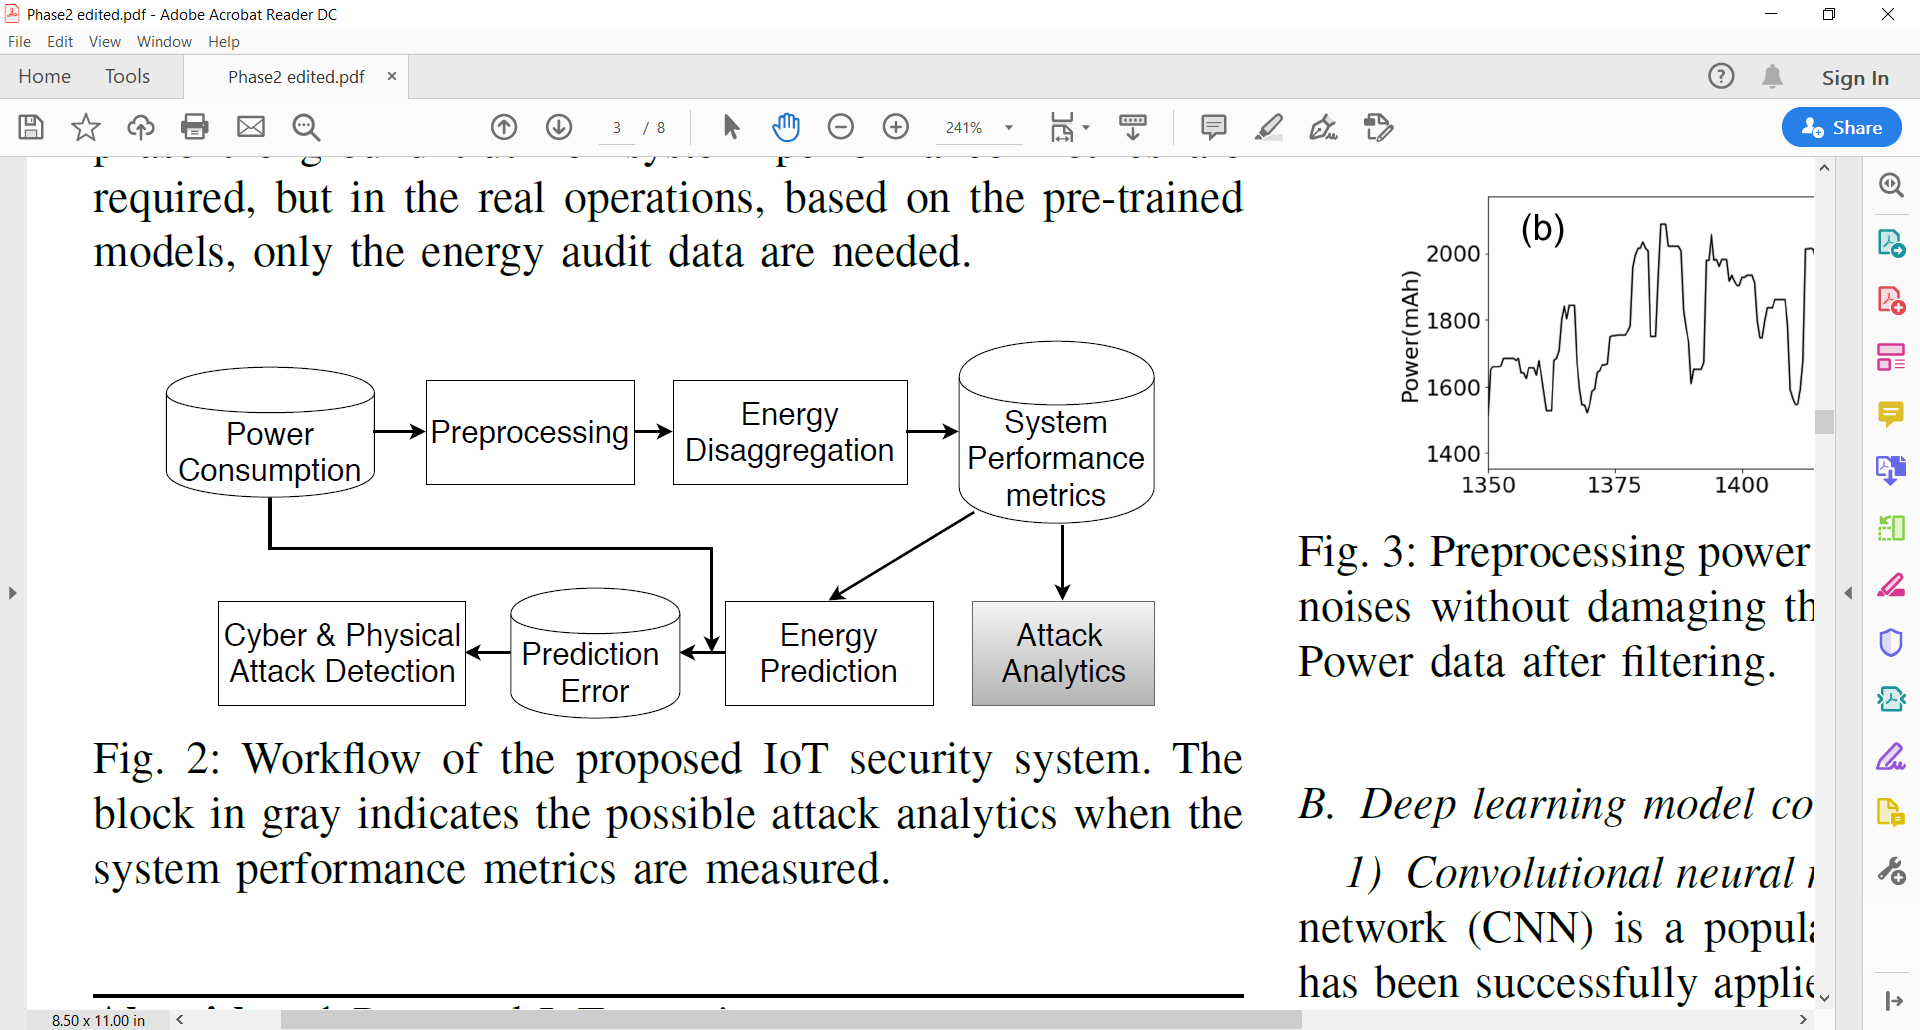 Phase2 edited.pdf - Adobe Acrobat Reader DC
File Edit View Window Help
Home Tools Phase2 edited.pdf × Sign In
3 / 8 241% Share
required, but in the real operations, based on the pre-trained
models, only the energy audit data are needed.
Power
Consumption
Preprocessing
Energy
Disaggregation
System
Performance
metrics
Cyber & Physical
Attack Detection
Prediction
Error
Energy
Prediction
Attack
Analytics
Fig. 2: Workflow of the proposed IoT security system. The
block in gray indicates the possible attack analytics when the
system performance metrics are measured.
(b)
Power(mAh)
2000
1800
1600
1400
1350 1375 1400
Fig. 3: Preprocessing power
noises without damaging th
Power data after filtering.
B. Deep learning model co
1) Convolutional neural
network (CNN) is a popula
has been successfully applie
8.50 x 11.00 in